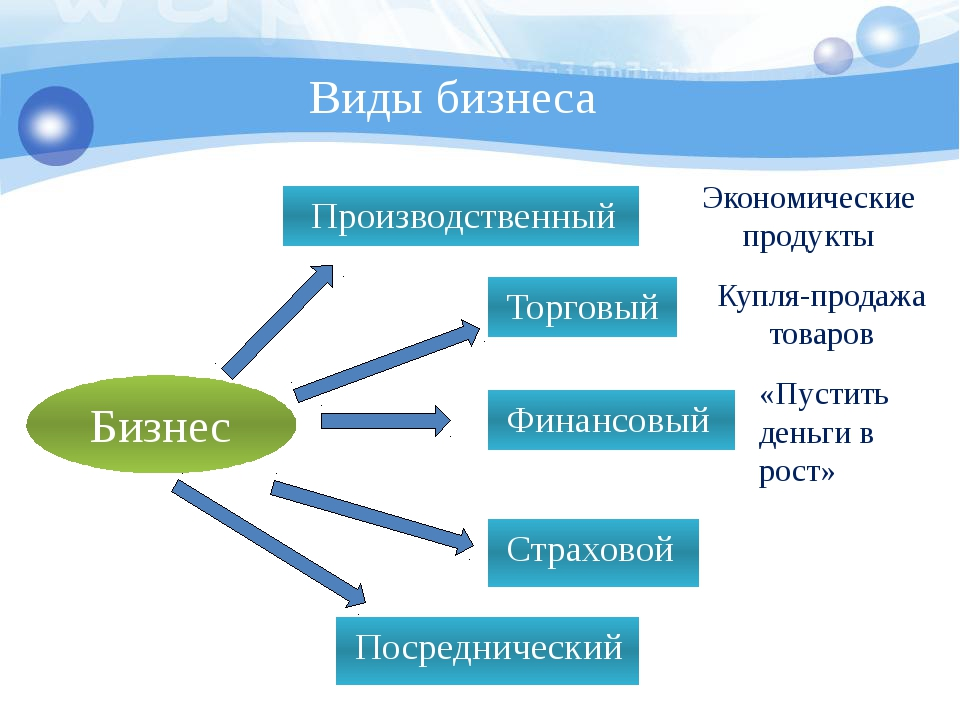 Виды бизнеса
Производственный
Экономические
продукты
Торговый
Купля-продажа
товаров
Бизнес
Финансовый
«Пустить
деньги в
рост»
Страховой
Посреднический